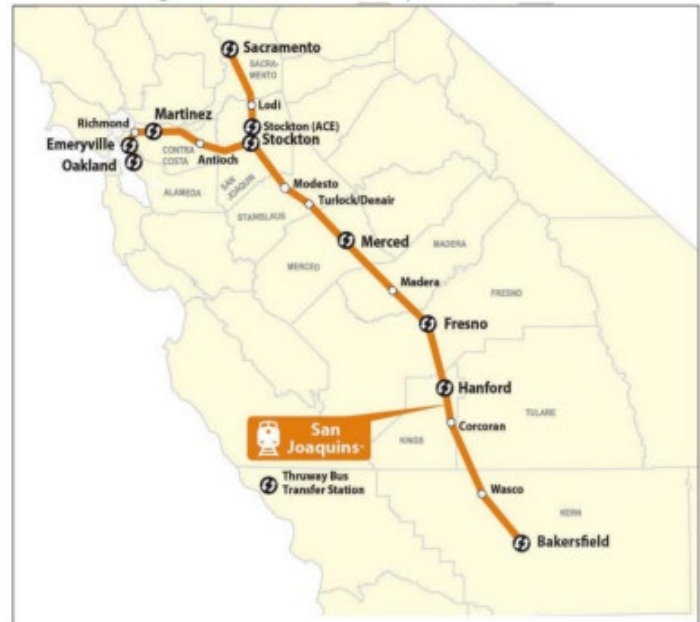 Sacramento
SACRA-
MENTO
Lodi
Stockton (ACE)
Stockton
Richmond
Martinez
Emeryville
Oakland
CONTRA
COSTA
Antioch
ALAMEDA
SAN
JOAQUIN
Modesto
Turlock/Denair
STANISLAUS
Merced
MERCED
MADERA
Madera
FRESNO
Fresno
Hanford
TULARE
San
Joaquins
Corcoran
KINGS
Thruway Bus
Transfer Station
Wasco
KERN
Bakersfield